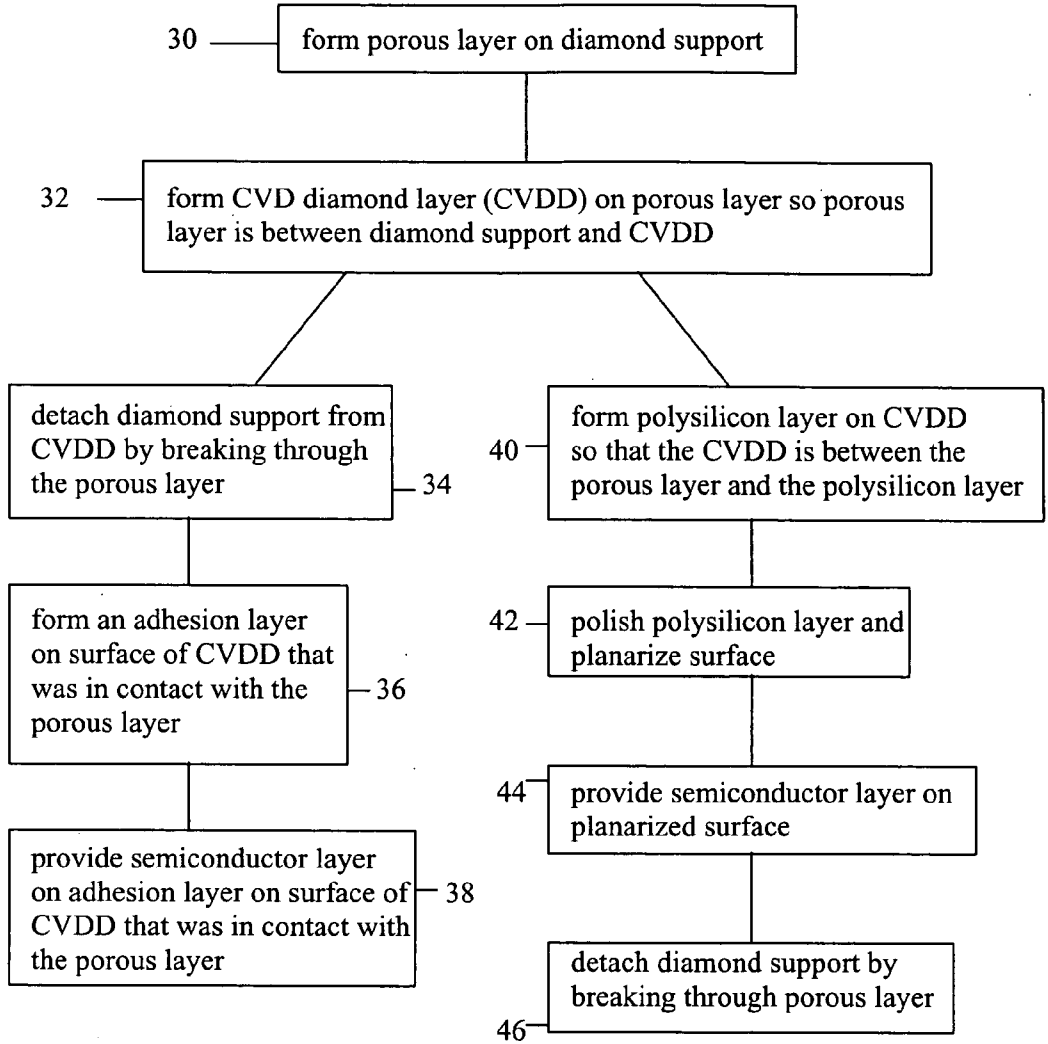 30
form porous layer on diamond support
32
form CVD diamond layer (CVDD) on porous layer so porous
layer is between diamond support and CVDD
detach diamond support from
CVDD by breaking through
the porous layer
34
form an adhesion layer
on surface of CVDD that
was in contact with the
porous layer
36
provide semiconductor layer
on adhesion layer on surface of
CVDD that was in contact with
the porous layer
38
40
form polysilicon layer on CVDD
so that the CVDD is between the
porous layer and the polysilicon layer
42
polish polysilicon layer and
planarize surface
44
provide semiconductor layer on
planarized surface
detach diamond support by
breaking through porous layer
46